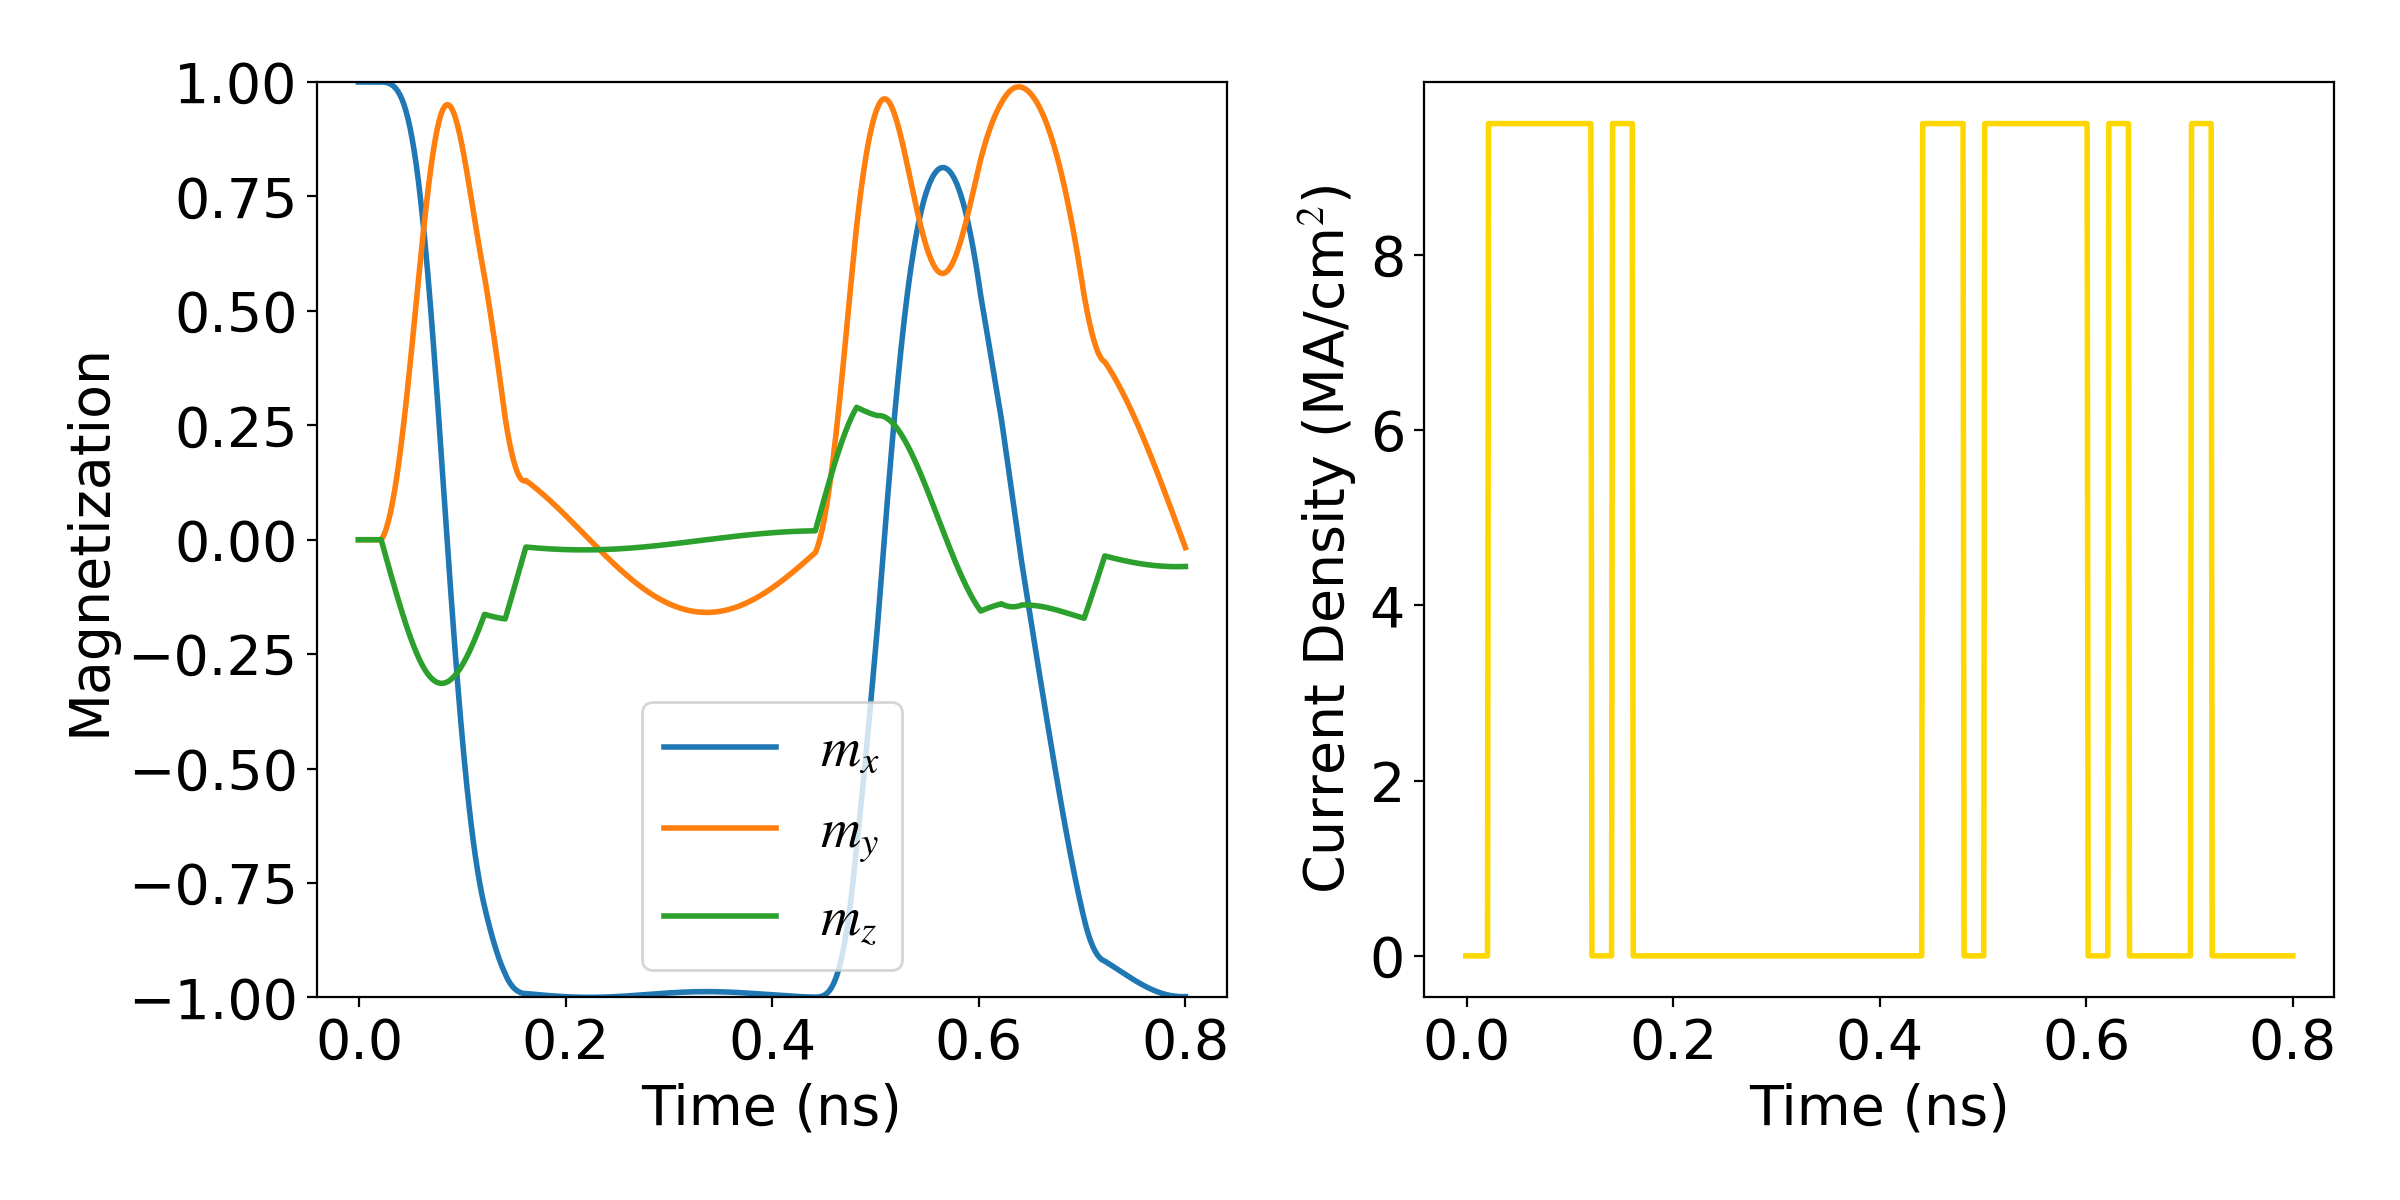 1.00
0.75
0.50
0.25
0.00
−0.25
−0.50
−0.75
−1.00
Magnetization
0.0 0.2 0.4 0.6 0.8
Time (ns)
m_x
m_y
m_z
8
6
4
2
0
Current Density (MA/cm²)
0.0 0.2 0.4 0.6 0.8
Time (ns)